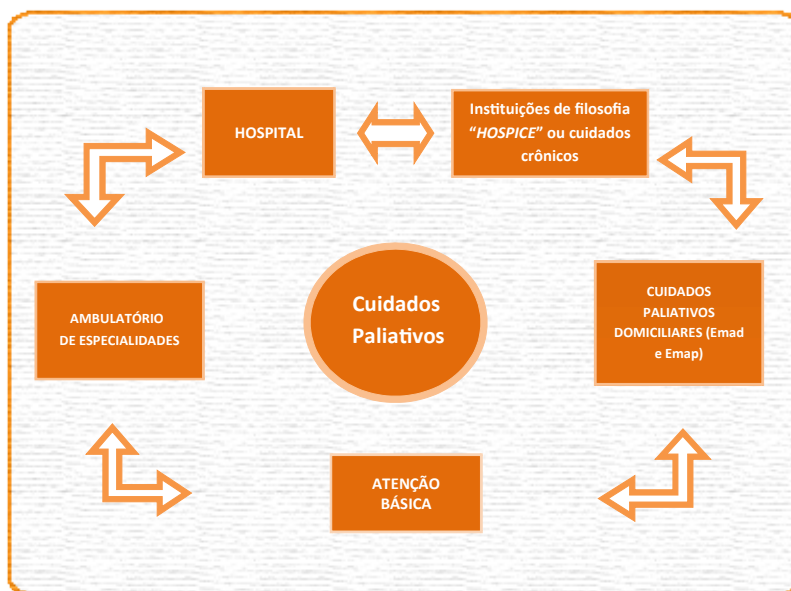 HOSPITAL
Instituições de filosofia
“HOSPICE” ou cuidados
crônicos
AMBULATÓRIO
DE ESPECIALIDADES
Cuidados
Paliativos
CUIDADOS
PALIATIVOS
DOMICILIARES (Emad
e Emap)
ATENÇÃO
BÁSICA